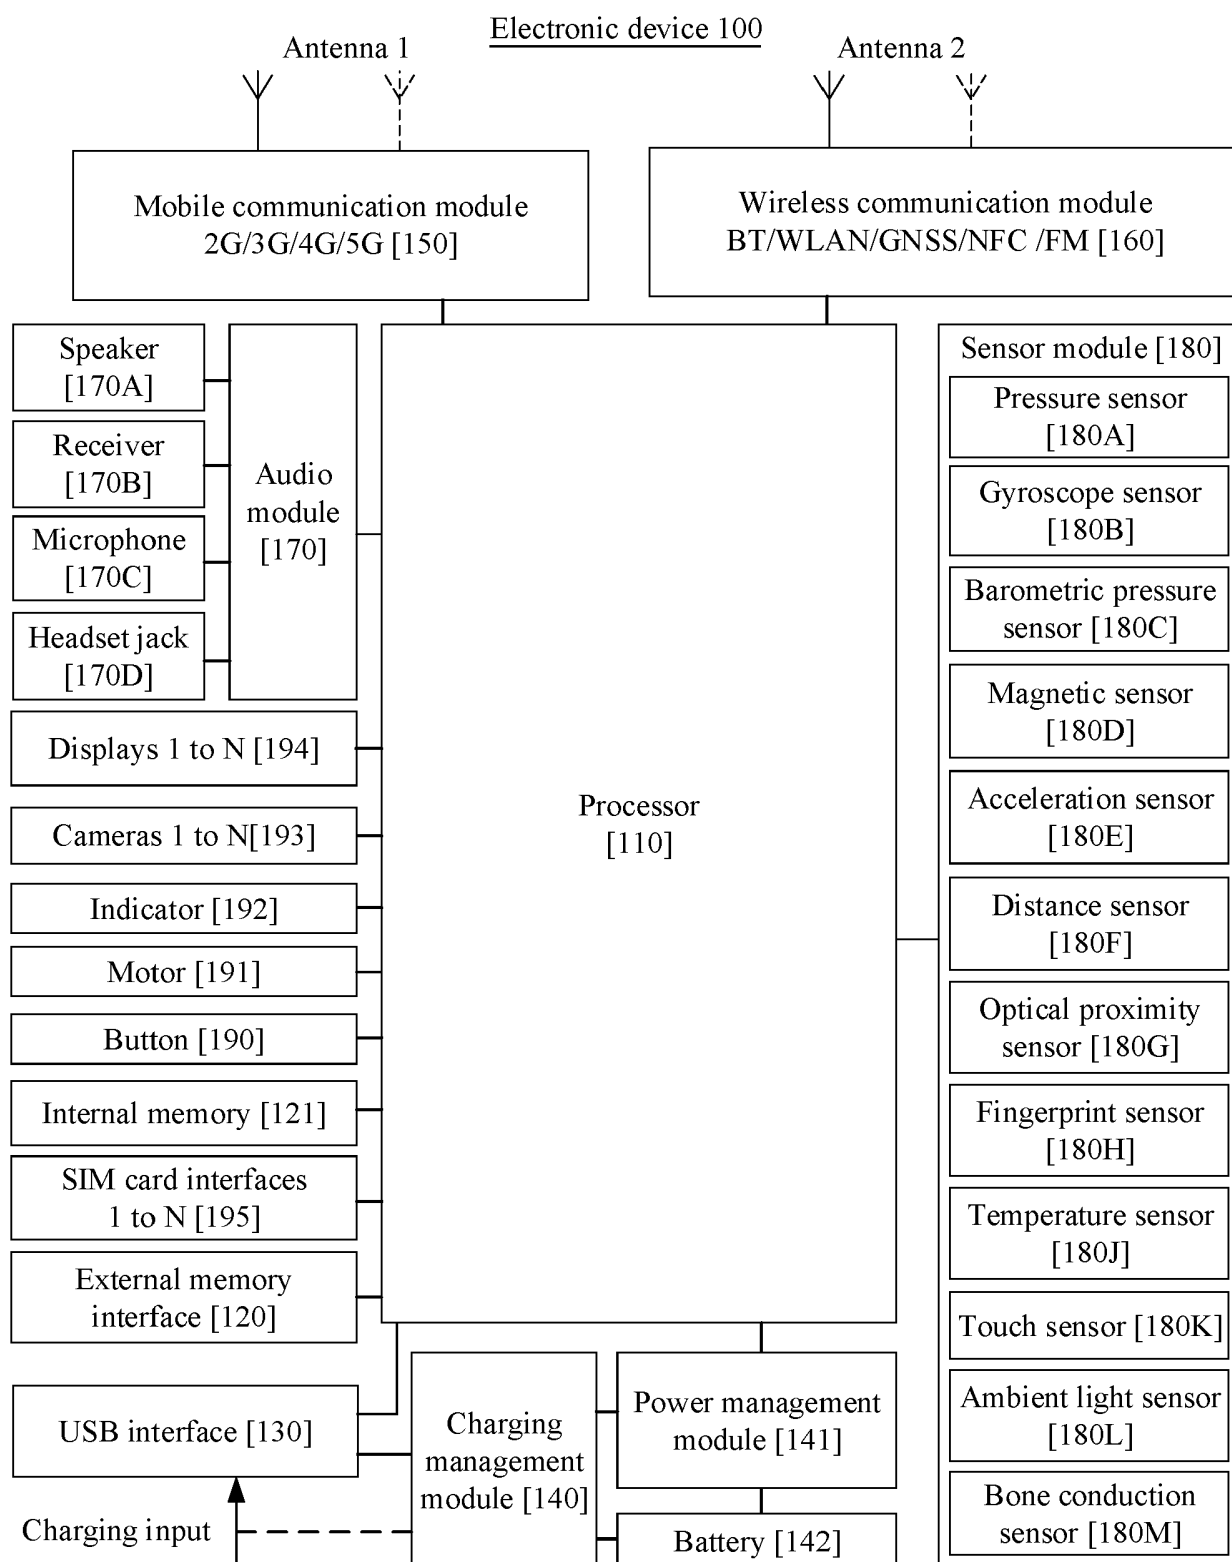 Electronic device 100
Antenna 1
Antenna 2
Mobile communication module
2G/3G/4G/5G [150]
Wireless communication module
BT/WLAN/GNSS/NFC /FM [160]
Speaker
[170A]
Receiver
[170B]
Microphone
[170C]
Headset jack
[170D]
Audio
module
[170]
Displays 1 to N [194]
Cameras 1 to N[193]
Indicator [192]
Motor [191]
Button [190]
Internal memory [121]
SIM card interfaces
1 to N [195]
External memory
interface [120]
Processor
[110]
Sensor module [180]
Pressure sensor
[180A]
Gyroscope sensor
[180B]
Barometric pressure
sensor [180C]
Magnetic sensor
[180D]
Acceleration sensor
[180E]
Distance sensor
[180F]
Optical proximity
sensor [180G]
Fingerprint sensor
[180H]
Temperature sensor
[180J]
Touch sensor [180K]
Ambient light sensor
[180L]
Bone conduction
sensor [180M]
USB interface [130]
Charging input
Charging
management
module [140]
Power management
module [141]
Battery [142]